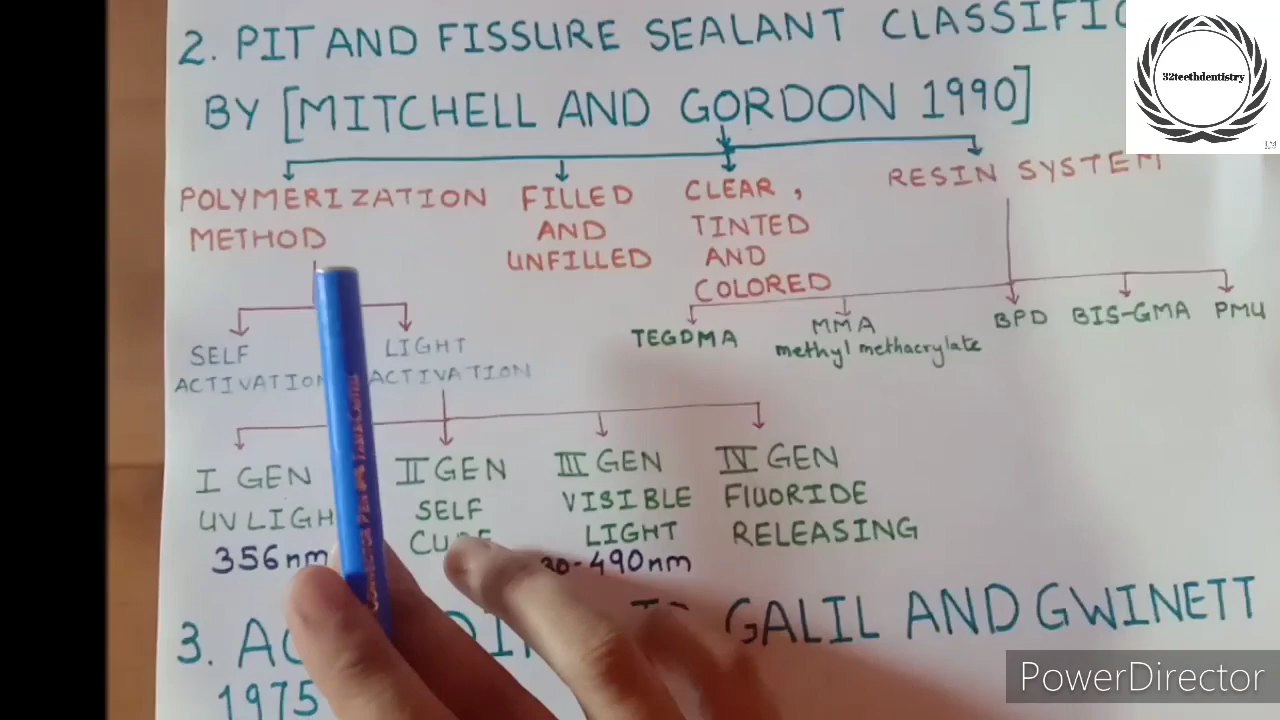 2. PIT AND FISSURE SEALANT CLASSIFIC
BY [MITCHELL AND GORDON 1990]
POLYMERIZATION
METHOD
FILLED
AND
UNFILLED
CLEAR,
TINTED
AND
COLORED
RESIN SYSTEM
SELF
ACTIVATION
LIGHT
ACTIVATION
TEGDMA
MMA
methyl methacrylate
BPD
BIS-GMA
PMU
I GEN
UV LIGH
356nm
II GEN
SELF
III GEN
VISIBLE
LIGHT
30-490nm
IV GEN
FLUORIDE
RELEASING
3. GALIL AND GWINETT
1975
32teethdentistry
PowerDirector